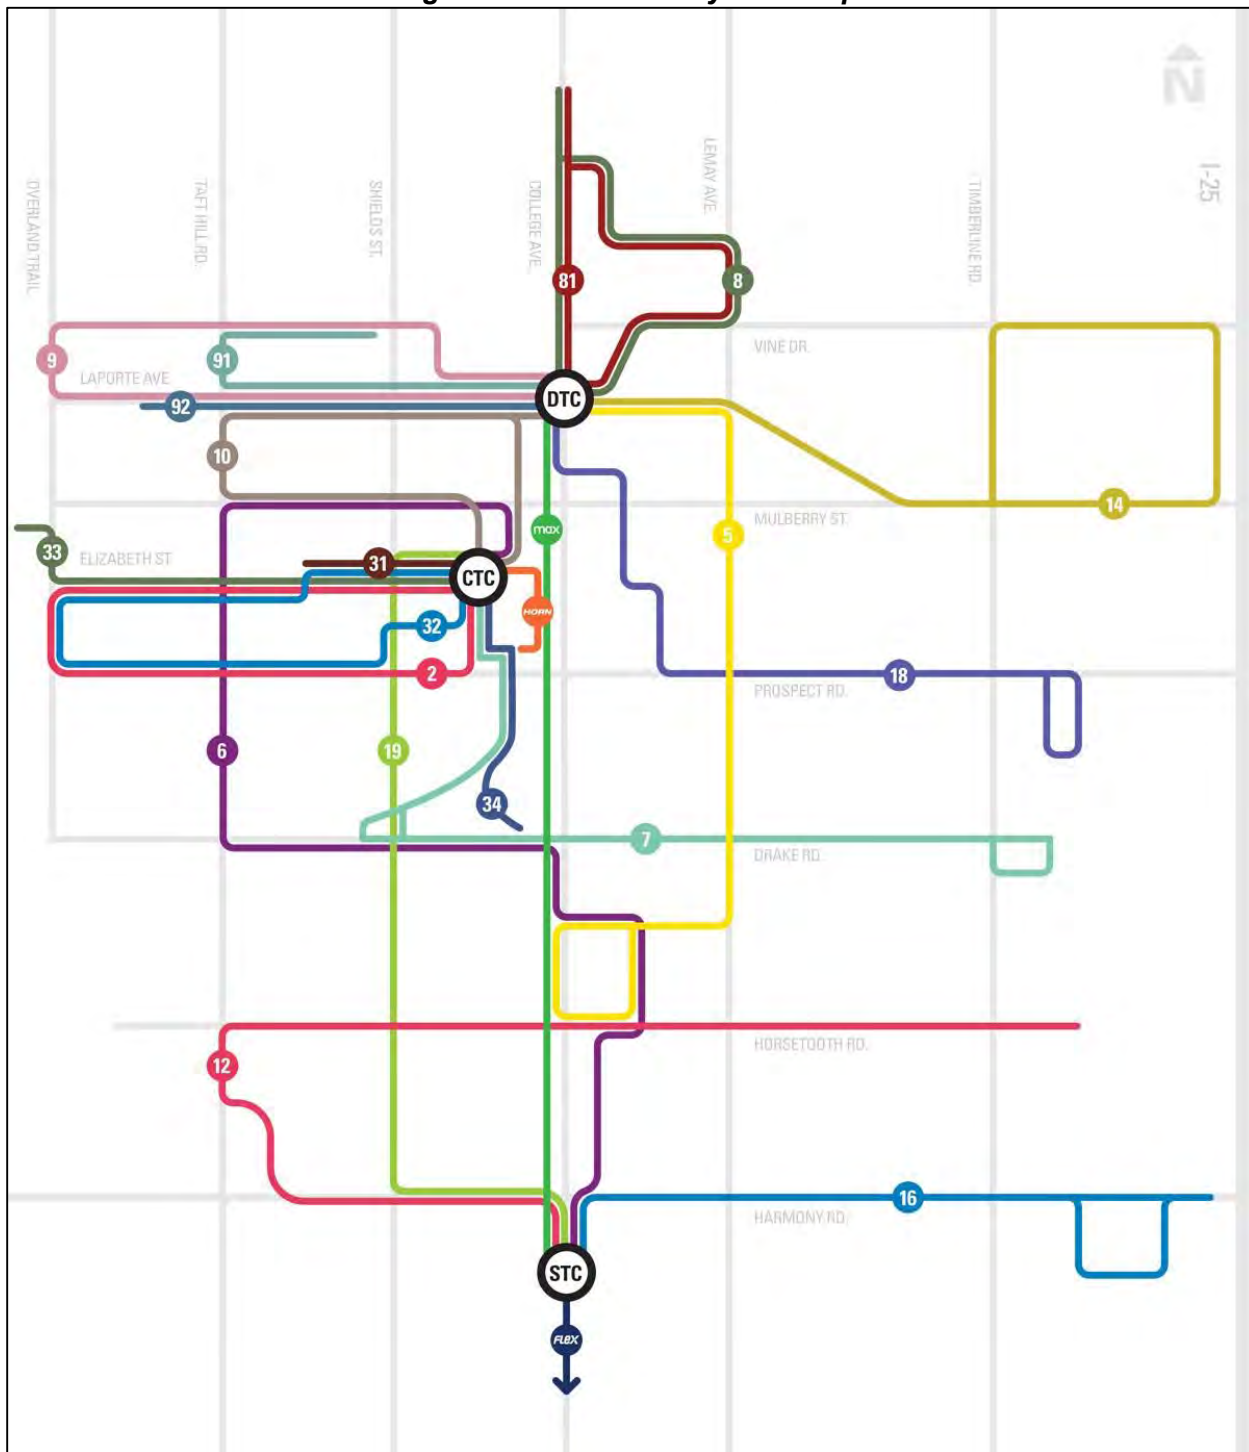 N
I-25
OVERLAND TRAIL
TAFT HILL RD.
SHIELDS ST.
COLLEGE AVE.
LEMAY AVE.
TIMBERLINE RD.
81
8
VINE DR.
9
91
LAPORTE AVE.
92
DTC
10
MULBERRY ST.
14
max
5
33
ELIZABETH ST
31
CTC
HORN
32
2
18
PROSPECT RD.
6
19
34
7
DRAKE RD.
HORSETOOTH RD.
12
16
HARMONY RD.
STC
FLEX